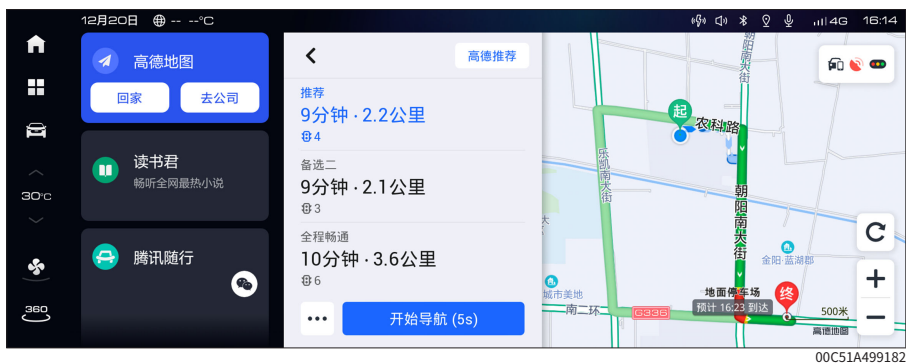 12月20日 -- --°C 4G 16:14
高德地图
回家 去公司
读书君
畅听全网最热小说
腾讯随行
30°C
360
高德推荐
推荐
9分钟·2.2公里
4
备选二
9分钟·2.1公里
3
全程畅通
10分钟·3.6公里
6
开始导航 (5s)
朝阳南大街
起
农科路
乐凯南大街
朝阳南大街
金阳·蓝湖郡
城市美地
地面停车场
终
预计 16:23 到达
南二环
G336
500米
高德地图
00C51A499182